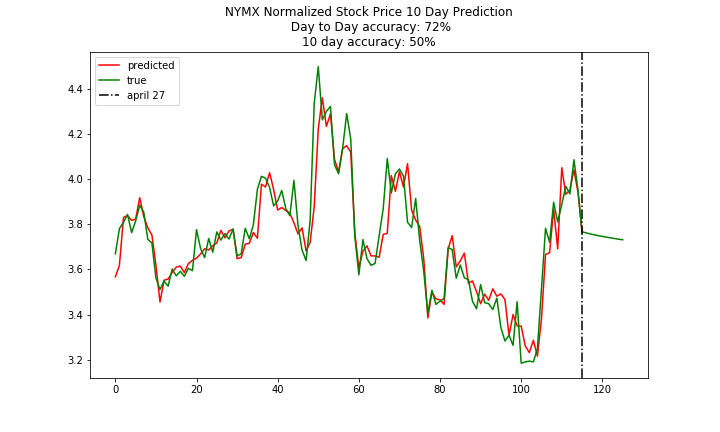 NYMX Normalized Stock Price 10 Day Prediction
Day to Day accuracy: 72%
10 day accuracy: 50%
predicted
true
april 27
4.4
4.2
4.0
3.8
3.6
3.4
3.2
0 20 40 60 80 100 120